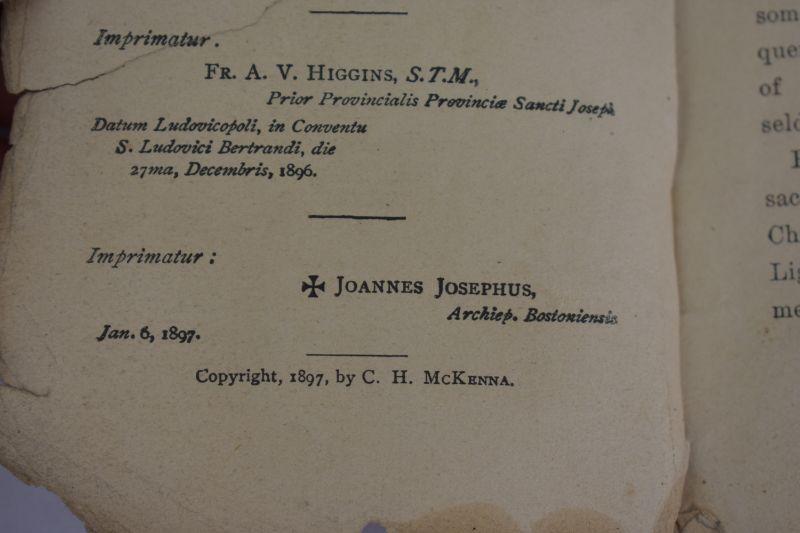 Imprimatur.
FR. A. V. HIGGINS, S.T.M.,
Prior Provincialis Provinciæ Sancti Joseph
Datum Ludovicopoli, in Conventu
S. Ludovici Bertrandi, die
27ma, Decembris, 1896.
Imprimatur:
✠ JOANNES JOSEPHUS,
Archiep. Bostoniensis
Jan. 6, 1897.
Copyright, 1897, by C. H. MCKENNA.
of